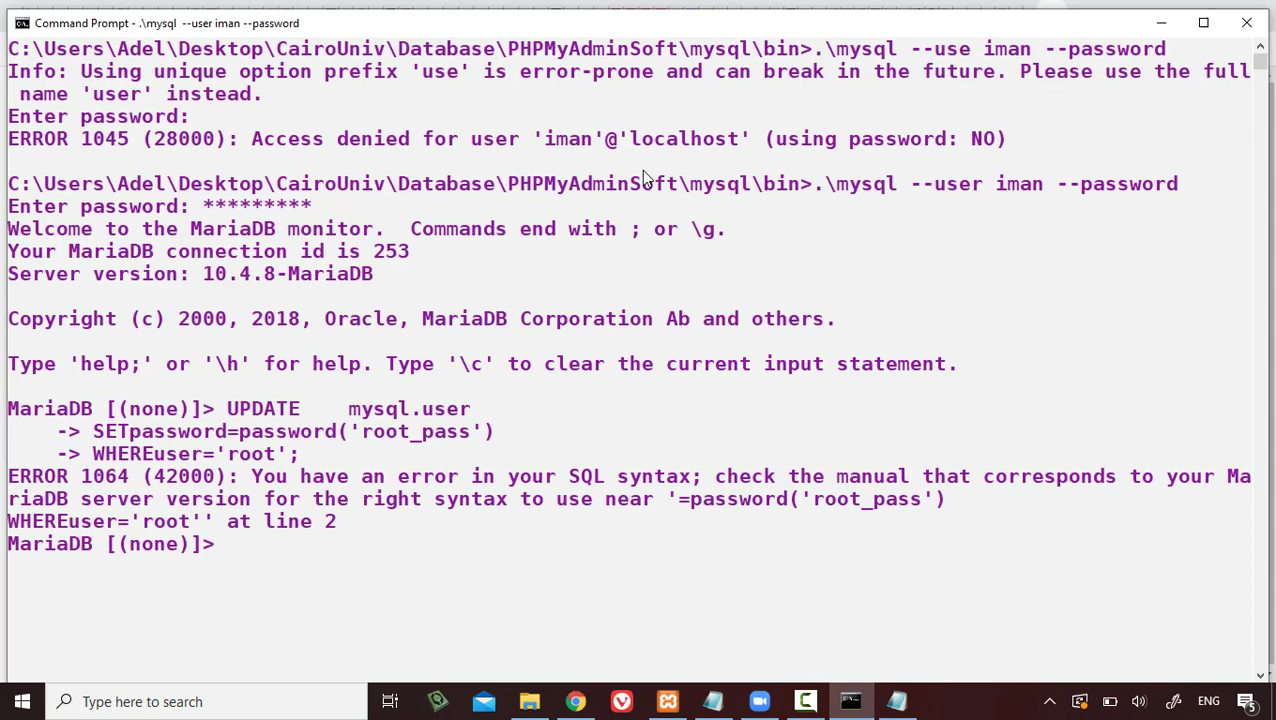 Command Prompt - .\mysql --user iman --password
C:\Users\Adel\Desktop\CairoUniv\Database\PHPMyAdminSoft\mysql\bin>.\mysql --use iman --password
Info: Using unique option prefix 'use' is error-prone and can break in the future. Please use the full
name 'user' instead.
Enter password:
ERROR 1045 (28000): Access denied for user 'iman'@'localhost' (using password: NO)
C:\Users\Adel\Desktop\CairoUniv\Database\PHPMyAdminSoft\mysql\bin>.\mysql --user iman --password
Enter password: *********
Welcome to the MariaDB monitor.  Commands end with ; or \g.
Your MariaDB connection id is 253
Server version: 10.4.8-MariaDB
Copyright (c) 2000, 2018, Oracle, MariaDB Corporation Ab and others.
Type 'help;' or '\h' for help. Type '\c' to clear the current input statement.
MariaDB [(none)]> UPDATE    mysql.user
    -> SETpassword=password('root_pass')
    -> WHEREuser='root';
ERROR 1064 (42000): You have an error in your SQL syntax; check the manual that corresponds to your Ma
riaDB server version for the right syntax to use near '=password('root_pass')
WHEREuser='root'' at line 2
MariaDB [(none)]>
Type here to search
ENG
5